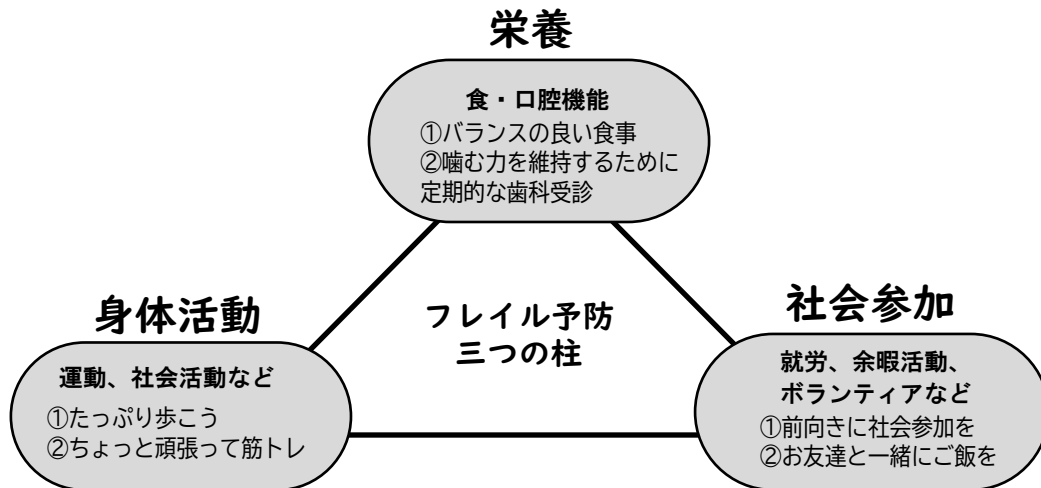 栄養
食・口腔機能
①バランスの良い食事
②噛む力を維持するために
定期的な歯科受診
身体活動
運動、社会活動など
①たっぷり歩こう
②ちょっと頑張って筋トレ
フレイル予防
三つの柱
社会参加
就労、余暇活動、
ボランティアなど
①前向きに社会参加を
②お友達と一緒にご飯を